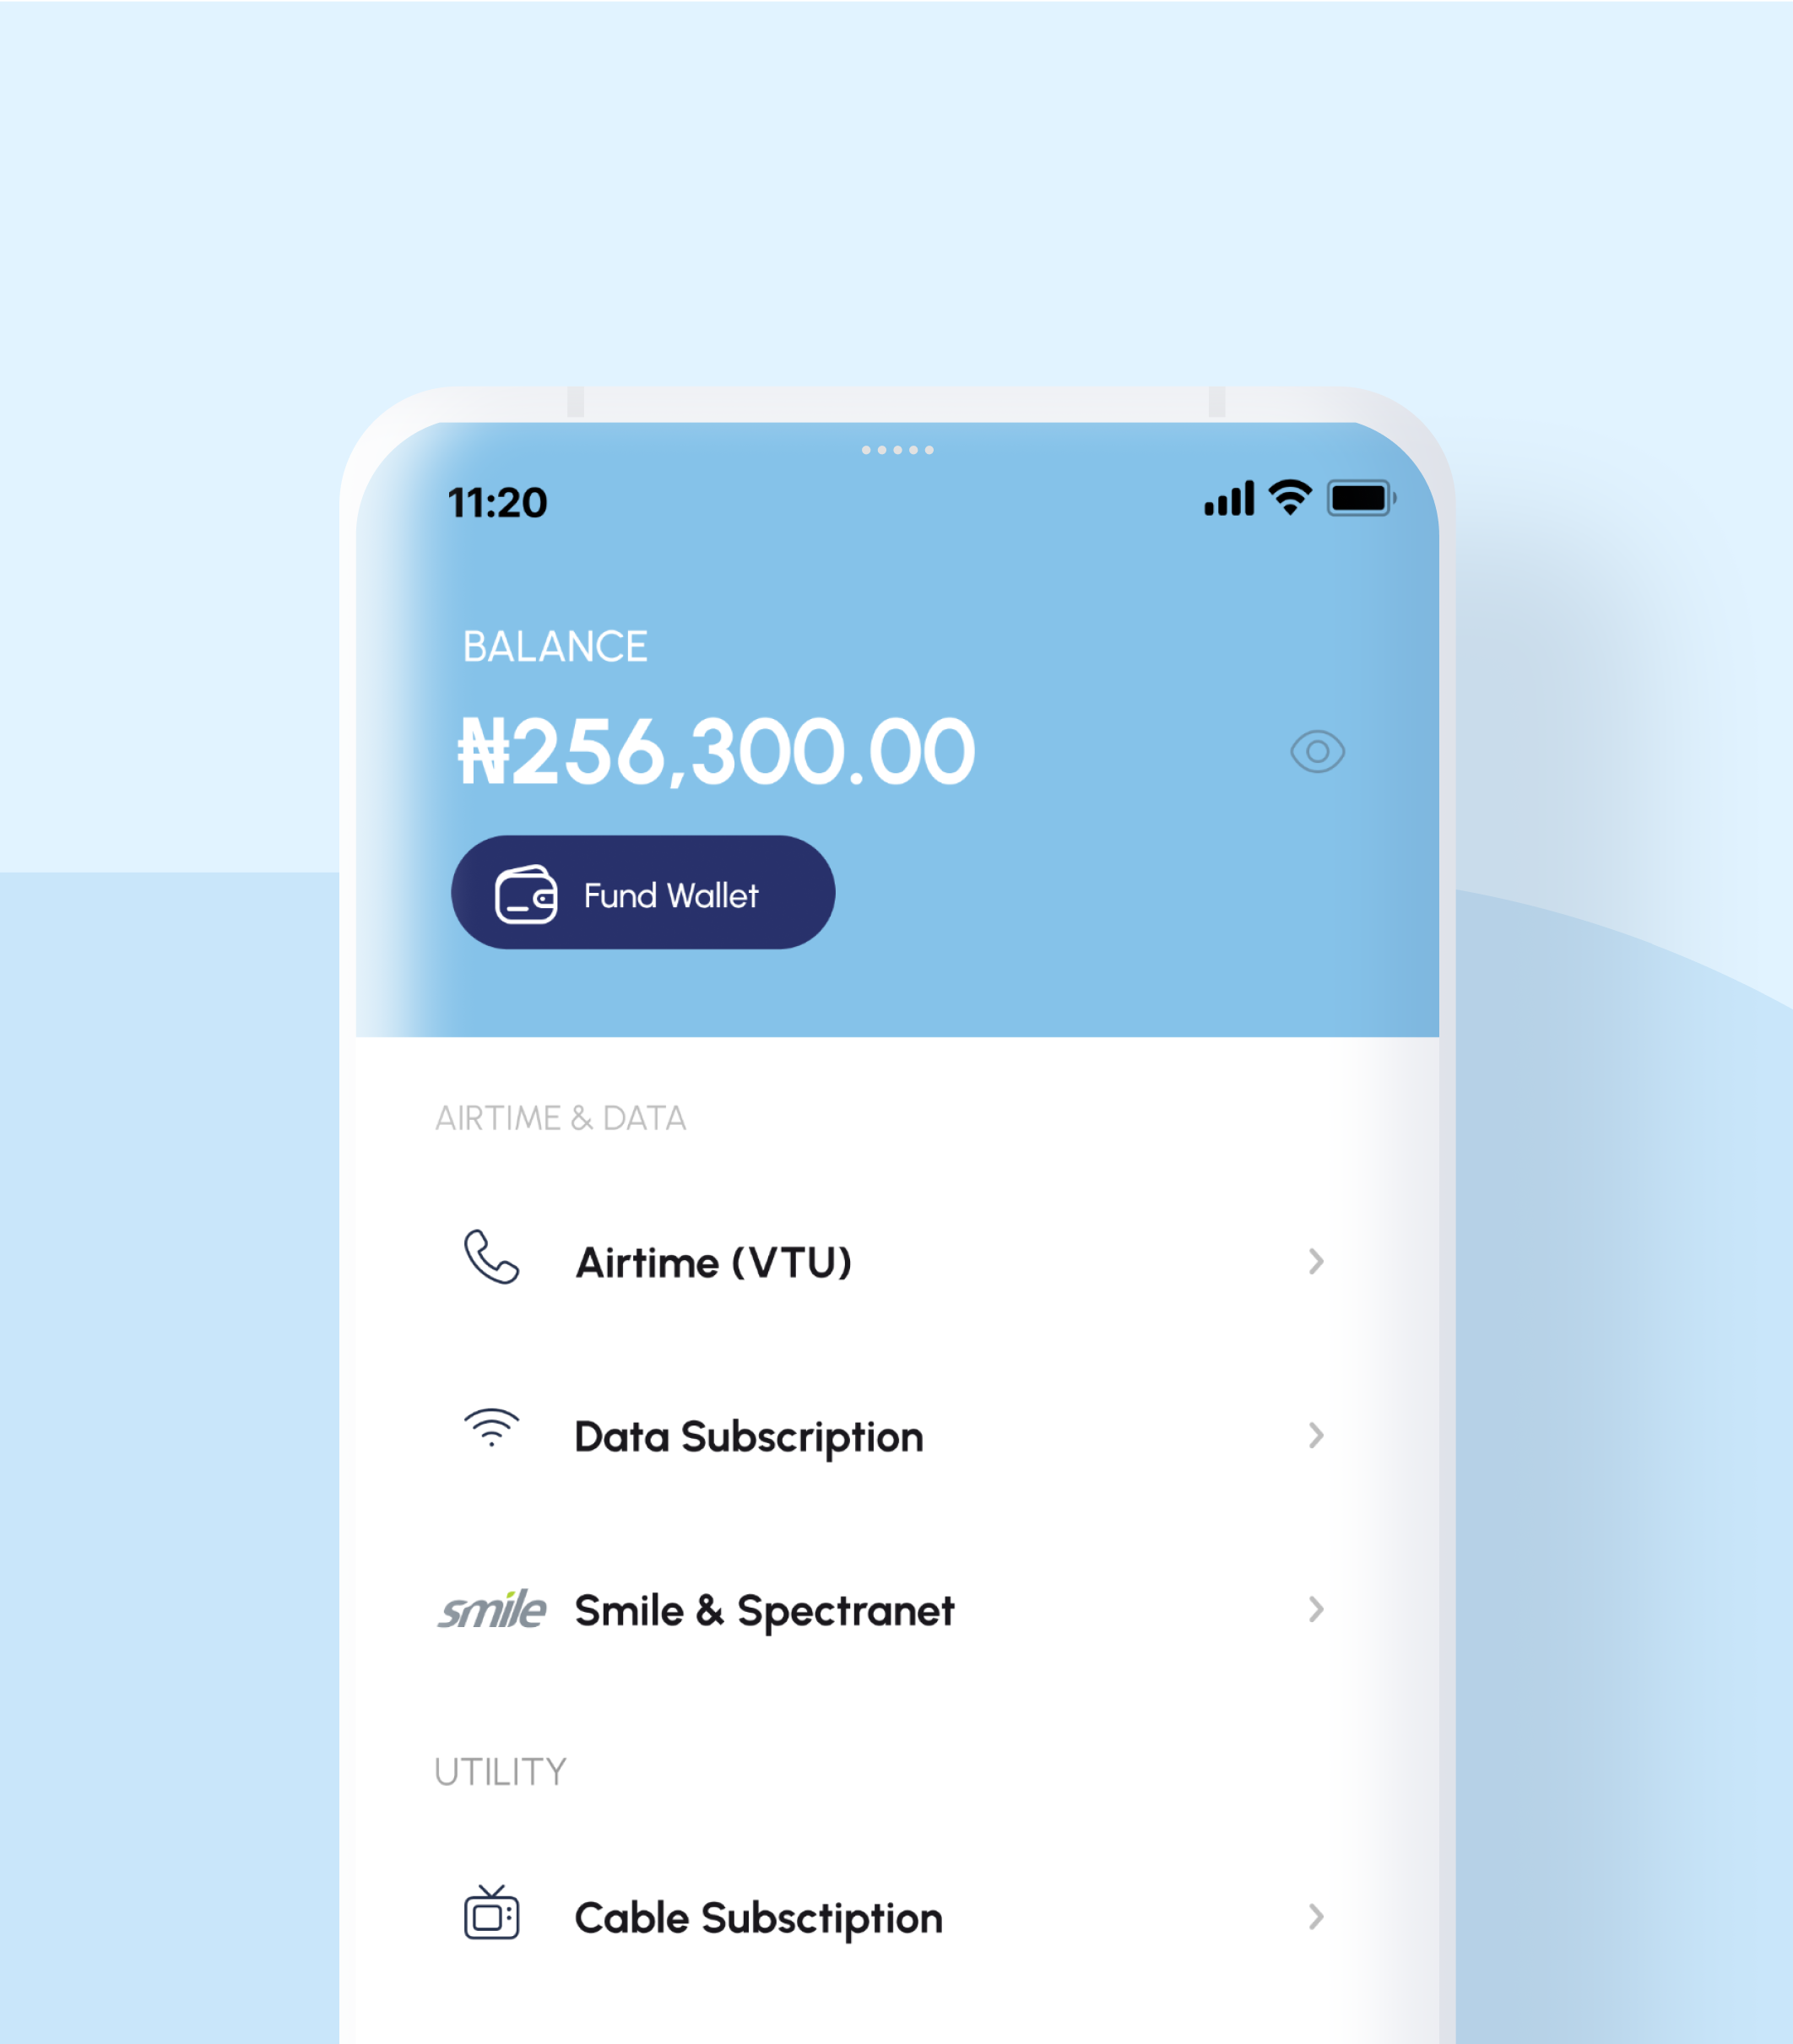 11:20
BALANCE
₦256,300.00
Fund Wallet
AIRTIME & DATA
Airtime (VTU)
Data Subscription
smile Smile & Spectranet
UTILITY
Cable Subsctiption